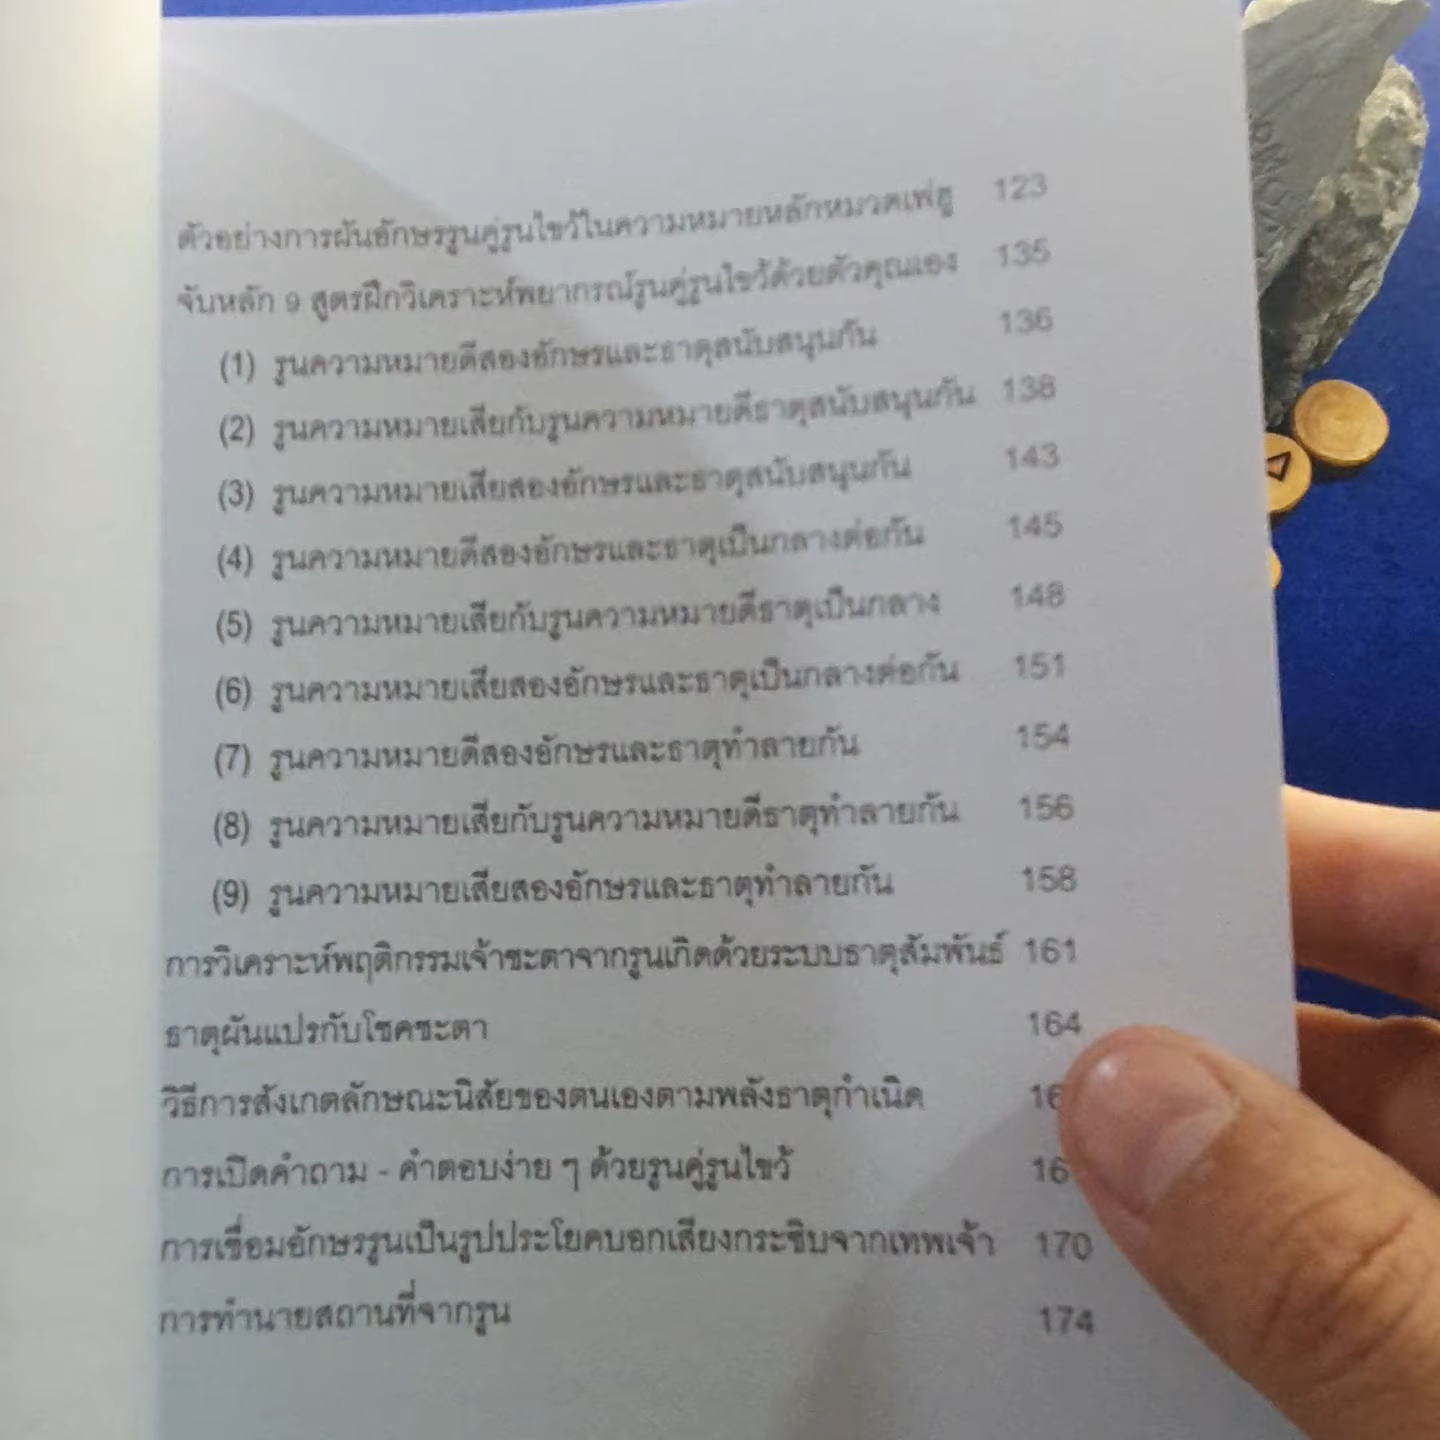 ตัวอย่างการผันอักษรรูนคู่รูนไขว้ในความหมายหลักหมวดเฟฮู 123
จับหลัก 9 สูตรฝึกวิเคราะห์พยากรณ์รูนคู่รูนไขว้ด้วยตัวคุณเอง 135
(1) รูนความหมายดีสองอักษรและธาตุสนับสนุนกัน 136
(2) รูนความหมายเสียกับรูนความหมายดีธาตุสนับสนุนกัน 138
(3) รูนความหมายเสียสองอักษรและธาตุสนับสนุนกัน 143
(4) รูนความหมายดีสองอักษรและธาตุเป็นกลางต่อกัน 145
(5) รูนความหมายเสียกับรูนความหมายดีธาตุเป็นกลาง 148
(6) รูนความหมายเสียสองอักษรและธาตุเป็นกลางต่อกัน 151
(7) รูนความหมายดีสองอักษรและธาตุทำลายกัน 154
(8) รูนความหมายเสียกับรูนความหมายดีธาตุทำลายกัน 156
(9) รูนความหมายเสียสองอักษรและธาตุทำลายกัน 158
การวิเคราะห์พฤติกรรมเจ้าชะตาจากรูนเกิดด้วยระบบธาตุสัมพันธ์ 161
ธาตุผันแปรกับโชคชะตา 164
วิธีการสังเกตลักษณะนิสัยของตนเองตามพลังธาตุกำเนิด
การเปิดคำถาม - คำตอบง่าย ๆ ด้วยรูนคู่รูนไขว้
การเชื่อมอักษรรูนเป็นรูปประโยคบอกเสียงกระซิบจากเทพเจ้า 170
การทำนายสถานที่จากรูน 174